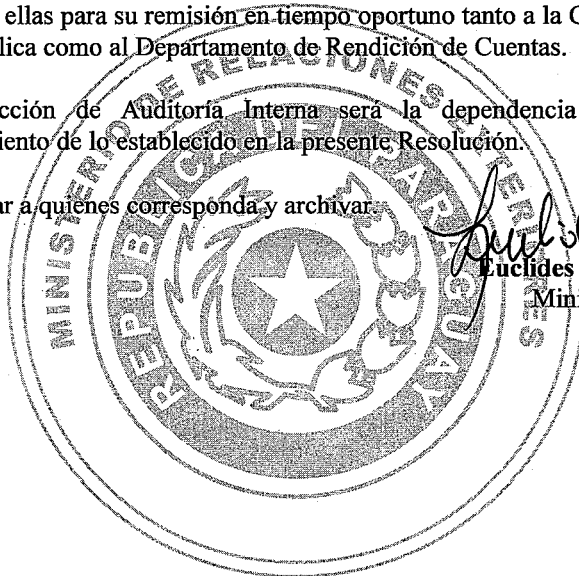 ellas para su remisión en tiempo oportuno tanto a la C
lica como al Departamento de Rendición de Cuentas.
cción de Auditoría Interna será la dependencia
iento de lo establecido en la presente Resolución.
ar a quienes corresponda y archivar.
Euclides
Mini
MINISTERIO DE RELACIONES EXTERIORES
REPUBLICA DEL PARAGUAY